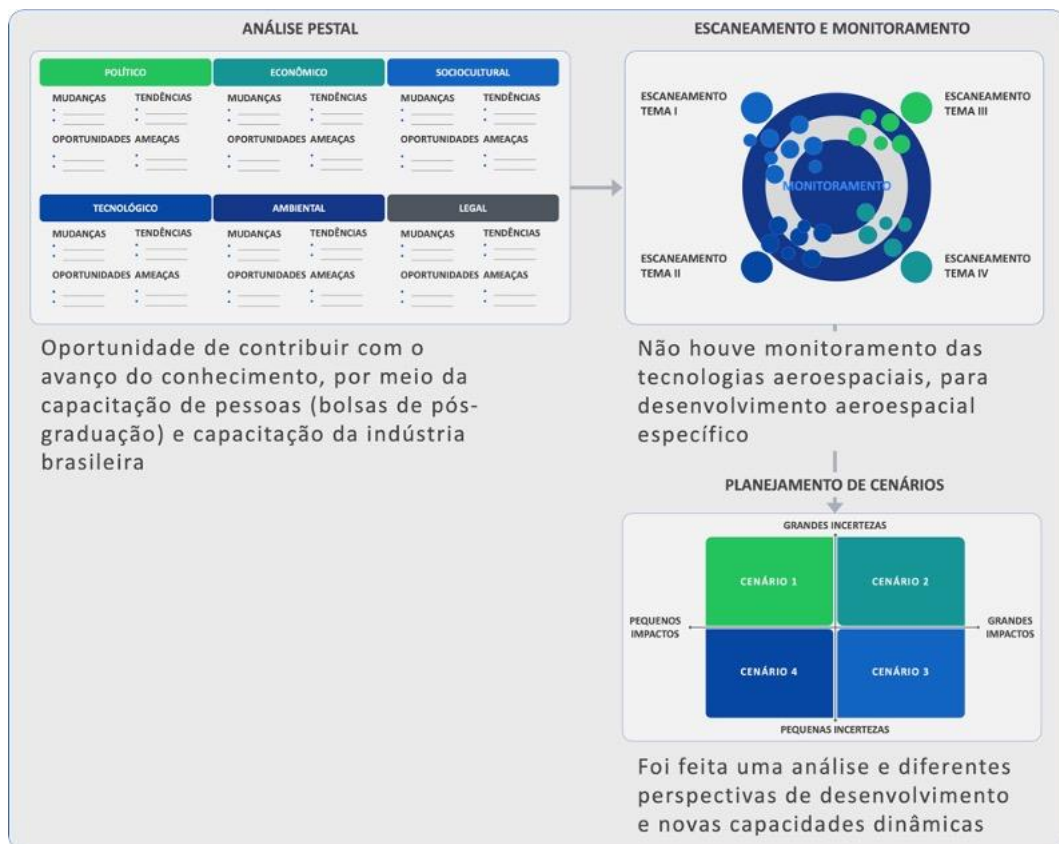 ANÁLISE PESTAL
POLÍTICO
ECONÔMICO
SOCIOCULTURAL
MUDANÇAS TENDÊNCIAS
MUDANÇAS TENDÊNCIAS
MUDANÇAS TENDÊNCIAS
OPORTUNIDADES AMEAÇAS
OPORTUNIDADES AMEAÇAS
OPORTUNIDADES AMEAÇAS
TECNOLÓGICO
AMBIENTAL
LEGAL
MUDANÇAS TENDÊNCIAS
MUDANÇAS TENDÊNCIAS
MUDANÇAS TENDÊNCIAS
OPORTUNIDADES AMEAÇAS
OPORTUNIDADES AMEAÇAS
OPORTUNIDADES AMEAÇAS
Oportunidade de contribuir com o
avanço do conhecimento, por meio da
capacitação de pessoas (bolsas de pós-
graduação) e capacitação da indústria
brasileira
ESCANEAMENTO E MONITORAMENTO
ESCANEAMENTO
TEMA I
ESCANEAMENTO
TEMA III
MONITORAMENTO
ESCANEAMENTO
TEMA II
ESCANEAMENTO
TEMA IV
Não houve monitoramento das
tecnologias aeroespaciais, para
desenvolvimento aeroespacial
específico
PLANEJAMENTO DE CENÁRIOS
GRANDES INCERTEZAS
CENÁRIO 1
CENÁRIO 2
PEQUENOS
IMPACTOS
GRANDES
IMPACTOS
CENÁRIO 4
CENÁRIO 3
PEQUENAS INCERTEZAS
Foi feita uma análise e diferentes
perspectivas de desenvolvimento
e novas capacidades dinâmicas